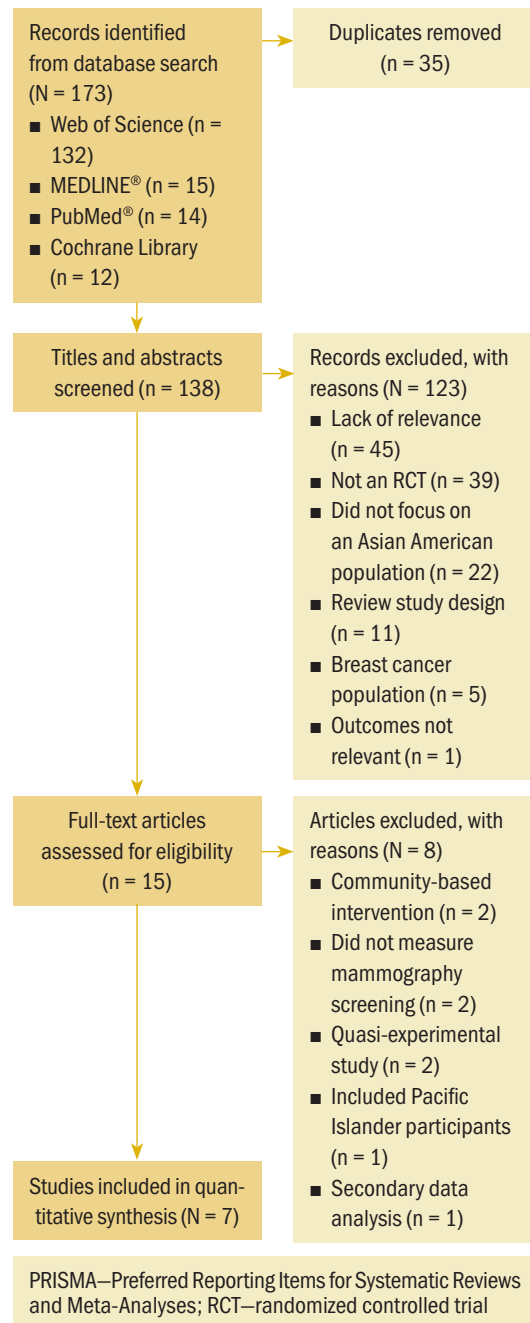 Records identified
from database search
(N = 173)
■ Web of Science (n =
132)
■ MEDLINE® (n = 15)
■ PubMed® (n = 14)
■ Cochrane Library
(n = 12)
Duplicates removed
(n = 35)
Titles and abstracts
screened (n = 138)
Records excluded, with
reasons (N = 123)
■ Lack of relevance
(n = 45)
■ Not an RCT (n = 39)
■ Did not focus on
an Asian American
population (n = 22)
■ Review study design
(n = 11)
■ Breast cancer
population (n = 5)
■ Outcomes not
relevant (n = 1)
Full-text articles
assessed for eligibility
(n = 15)
Articles excluded, with
reasons (N = 8)
■ Community-based
intervention (n = 2)
■ Did not measure
mammography
screening (n = 2)
■ Quasi-experimental
study (n = 2)
■ Included Pacific
Islander participants
(n = 1)
■ Secondary data
analysis (n = 1)
Studies included in quan-
titative synthesis (N = 7)
PRISMA—Preferred Reporting Items for Systematic Reviews
and Meta-Analyses; RCT—randomized controlled trial